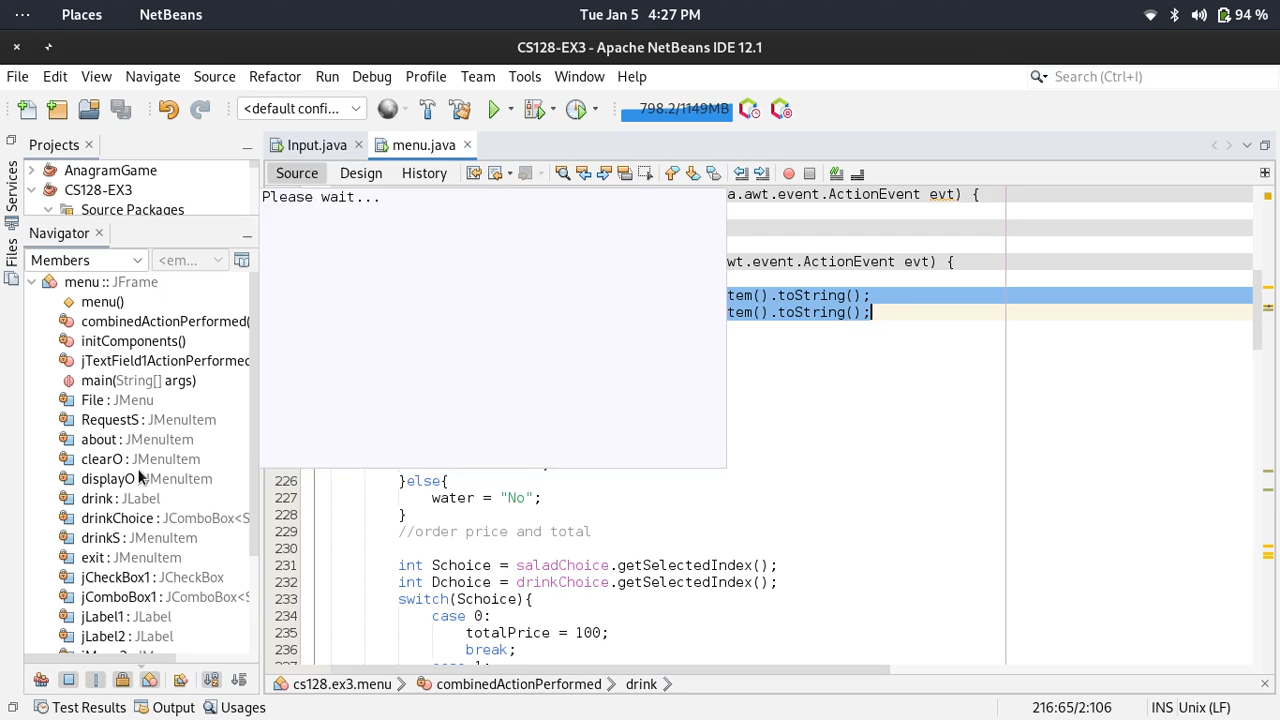 Places
NetBeans
Tue Jan 5 4:27 PM
94 %
CS128-EX3 - Apache NetBeans IDE 12.1
File Edit View Navigate Source Refactor Run Debug Profile Team Tools Window Help
Search (Ctrl+I)
<default confi...
798.2/1149MB
Projects
Input.java
menu.java
Services
AnagramGame
CS128-EX3
Source Packages
Source Design History
Please wait...
a.awt.event.ActionEvent evt) {
Navigator
Files
Members
<em...
wt.event.ActionEvent evt) {
menu :: JFrame
menu()
tem().toString();
combinedActionPerformed(
tem().toString();
initComponents()
jTextField1ActionPerformed
main(String[] args)
File : JMenu
RequestS : JMenuItem
about : JMenuItem
clearO : JMenuItem
displayO JMenuItem
drink : JLabel
drinkChoice : JComboBox<S
drinkS : JMenuItem
exit : JMenuItem
jCheckBox1 : JCheckBox
jComboBox1 : JComboBox<S
jLabel1 : JLabel
jLabel2 : JLabel
226 }else{
227 water = "No";
228 }
229 //order price and total
230
231 int Schoice = saladChoice.getSelectedIndex();
232 int Dchoice = drinkChoice.getSelectedIndex();
233 switch(Schoice){
234 case 0:
235 totalPrice = 100;
236 break;
cs128.ex3.menu
combinedActionPerformed
drink
Test Results
Output
Usages
216:65/2:106
INS
Unix (LF)